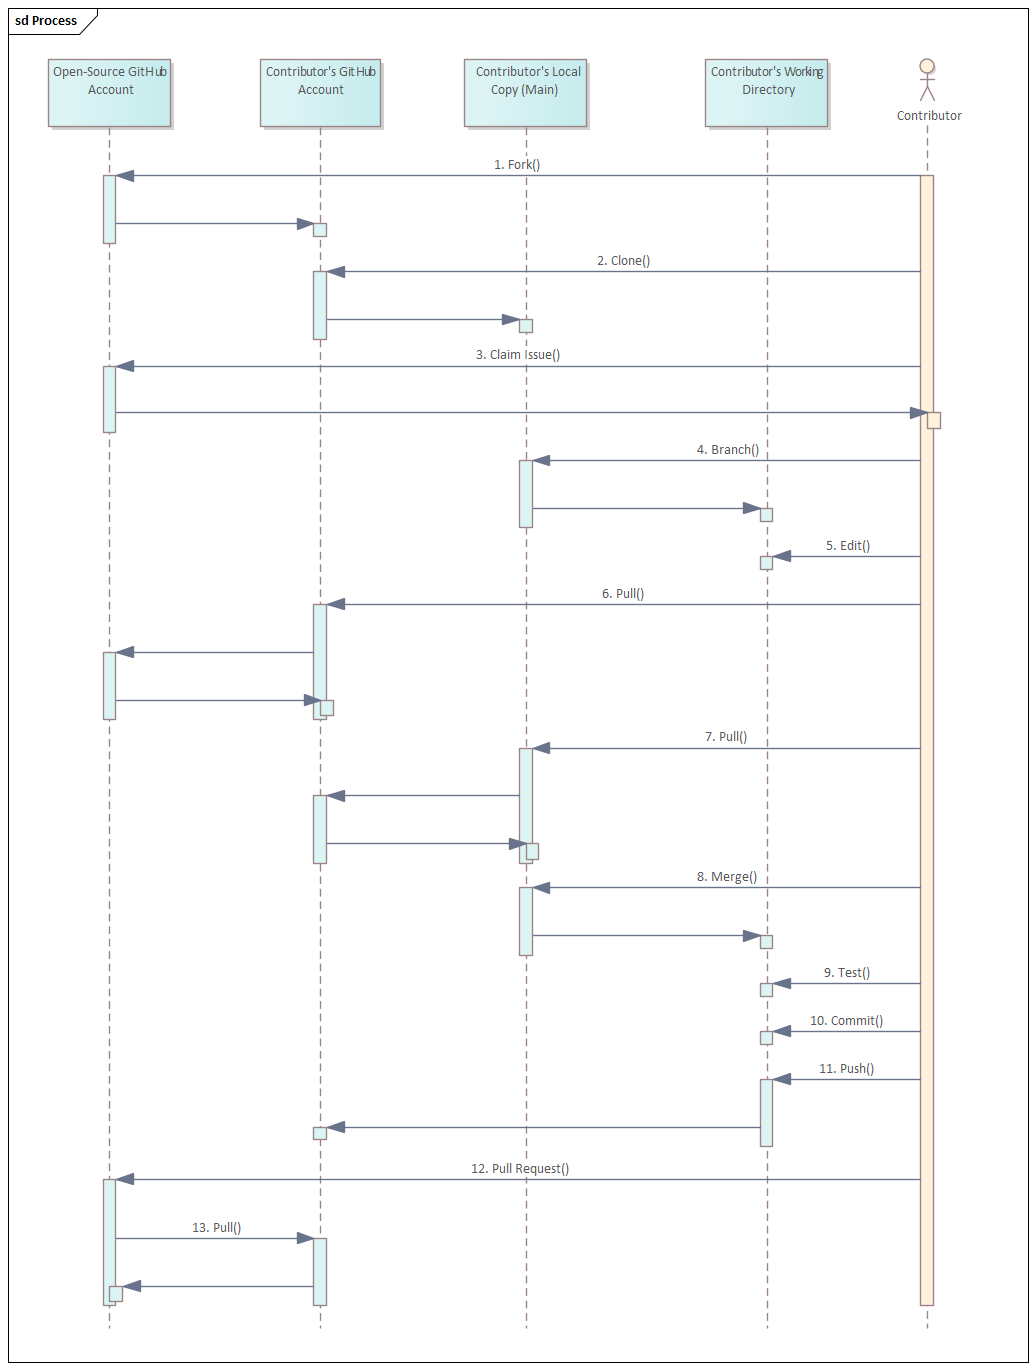 sd Process
Open-Source GitHub
Account
Contributor's GitHub
Account
Contributor's Local
Copy (Main)
Contributor's Working
Directory
Contributor
1. Fork()
2. Clone()
3. Claim Issue()
4. Branch()
5. Edit()
6. Pull()
7. Pull()
8. Merge()
9. Test()
10. Commit()
11. Push()
12. Pull Request()
13. Pull()